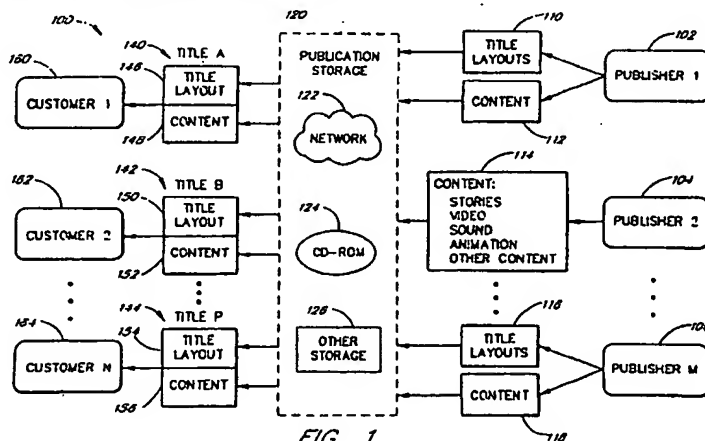 100
120
110
102
160
140
TITLE A
146
PUBLICATION
STORAGE
TITLE
LAYOUTS
PUBLISHER 1
CUSTOMER 1
TITLE
LAYOUT
CONTENT
148
122
NETWORK
CONTENT
112
142
TITLE B
150
TITLE
LAYOUT
CONTENT
152
CUSTOMER 2
124
CD-ROM
114
CONTENT:
STORIES
VIDEO
SOUND
ANIMATION
OTHER CONTENT
104
PUBLISHER 2
144
TITLE P
154
TITLE
LAYOUT
CONTENT
156
164
CUSTOMER N
126
OTHER
STORAGE
116
TITLE
LAYOUTS
CONTENT
118
PUBLISHER M
FIG. 1